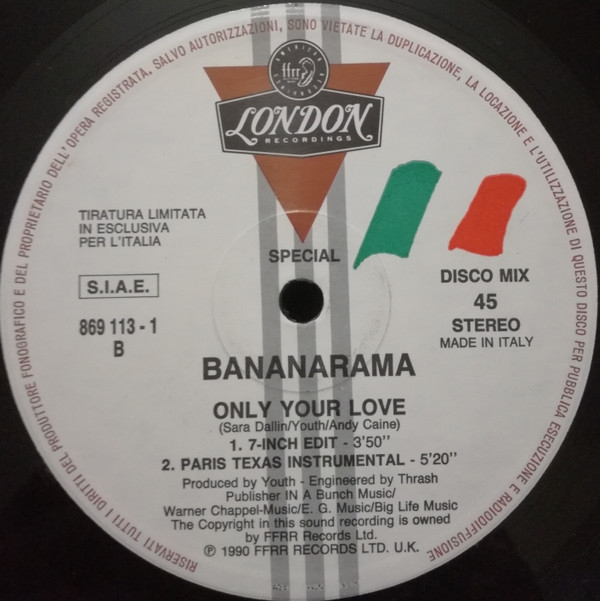 RISERVATI TUTTI I DIRITTI DEL PRODUTTORE FONOGRAFICO E DEL PROPRIETARIO DELL'OPERA REGISTRATA. SALVO AUTORIZZAZIONI, SONO VIETATE LA DUPLICAZIONE, LA LOCAZIONE E L'UTILIZZAZIONE DI QUESTO DISCO PER PUBBLICA ESECUZIONE E RADIODIFFUSIONE
ffrr
LONDON
RECORDINGS
TIRATURA LIMITATA
IN ESCLUSIVA
PER L'ITALIA
SPECIAL
S.I.A.E.
DISCO MIX
45
STEREO
MADE IN ITALY
869 113 - 1
B
BANANARAMA
ONLY YOUR LOVE
(Sara Dallin/Youth/Andy Caine)
1. 7-INCH EDIT - 3'50''
2. PARIS TEXAS INSTRUMENTAL - 5'20''
Produced by Youth - Engineered by Thrash
Publisher IN A Bunch Music/
Warner Chappel-Music/E. G. Music/Big Life Music
The Copyright in this sound recording is owned
by FFRR Records Ltd.
℗ 1990 FFRR RECORDS LTD. U.K.